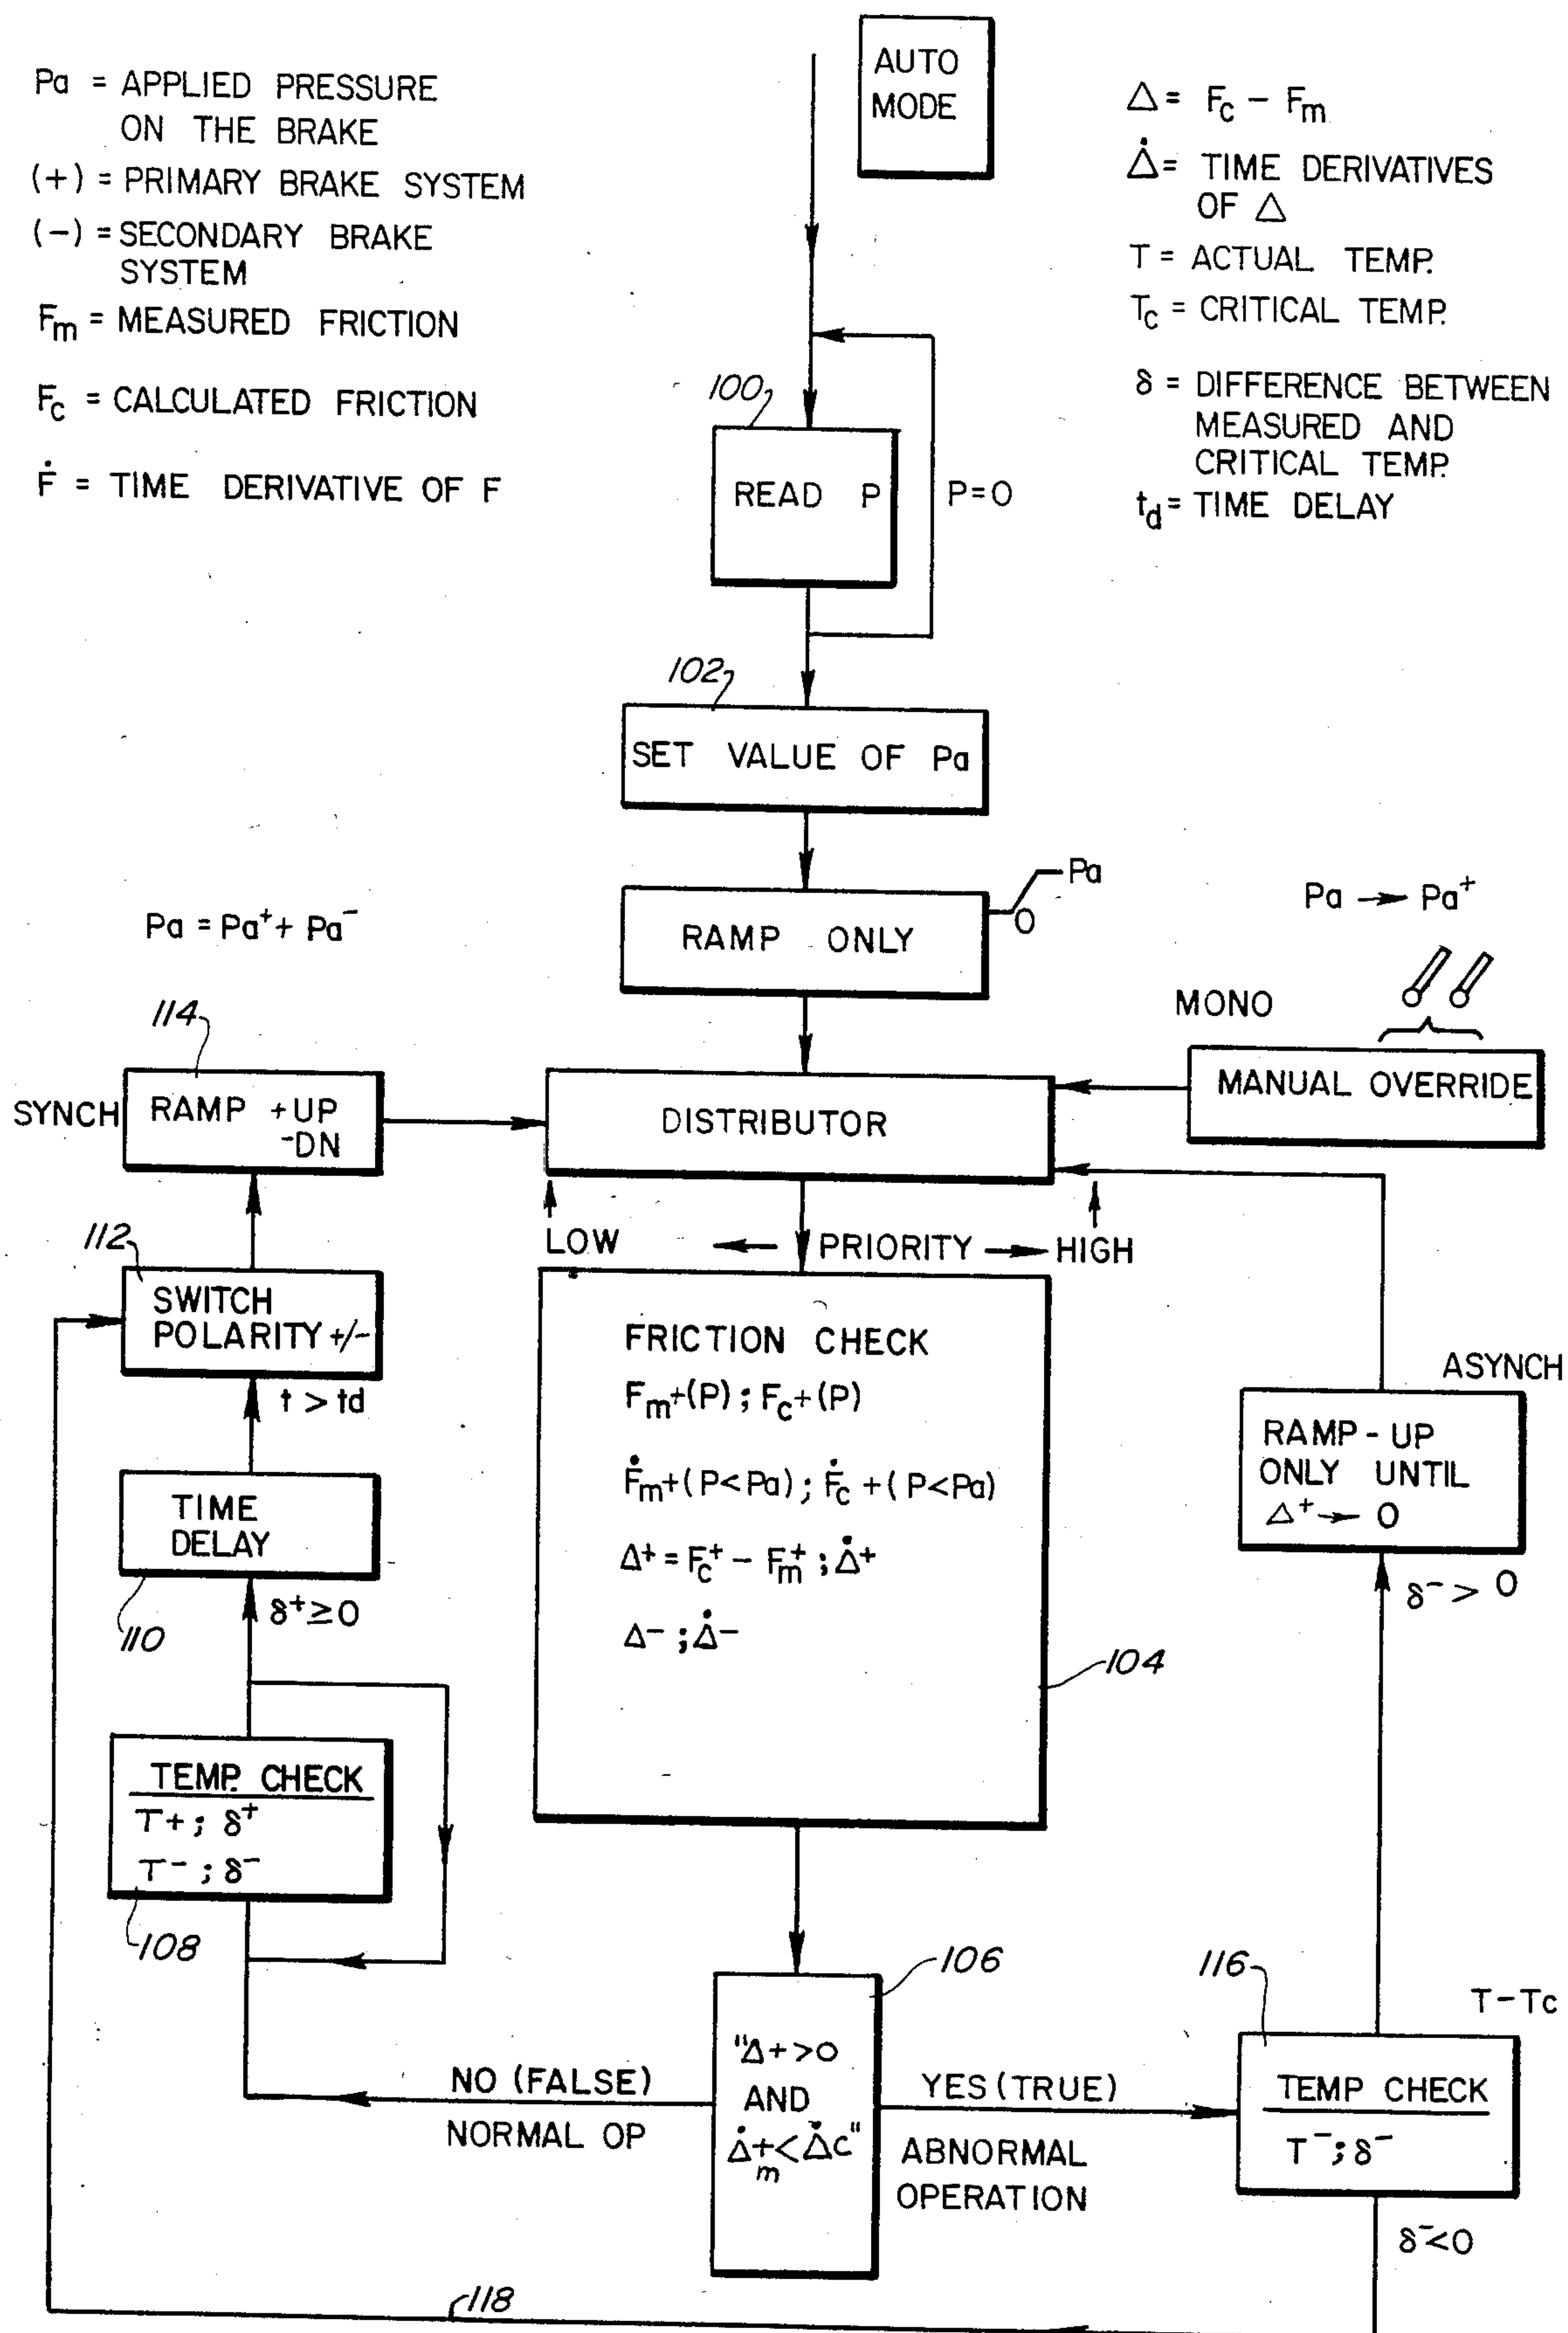 AUTO
MODE
Pa = APPLIED PRESSURE
ON THE BRAKE
(+) = PRIMARY BRAKE SYSTEM
(−) = SECONDARY BRAKE
SYSTEM
Fm = MEASURED FRICTION
Fc = CALCULATED FRICTION
Ḟ = TIME DERIVATIVE OF F
Δ = Fc − Fm
Δ̇ = TIME DERIVATIVES
OF Δ
T = ACTUAL TEMP.
Tc = CRITICAL TEMP.
δ = DIFFERENCE BETWEEN
MEASURED AND
CRITICAL TEMP.
td = TIME DELAY
100
READ P
P=0
102
SET VALUE OF Pa
RAMP ONLY
Pa
0
Pa = Pa⁺ + Pa⁻
Pa → Pa⁺
MONO
MANUAL OVERRIDE
114
SYNCH
RAMP +UP
-DN
DISTRIBUTOR
LOW ← PRIORITY → HIGH
112
SWITCH
POLARITY +/-
t > td
TIME
DELAY
110
δ⁺ ≥ 0
FRICTION CHECK
Fm+(P) ; Fc+(P)
Ḟm+(P<Pa) ; Ḟc+(P<Pa)
Δ⁺ = Fc⁺ − Fm⁺ ; Δ̇⁺
Δ⁻ ; Δ̇⁻
104
ASYNCH
RAMP-UP
ONLY UNTIL
Δ⁺ → 0
δ⁻ > 0
TEMP. CHECK
T+ ; δ⁺
T⁻ ; δ⁻
108
106
"Δ+>0
AND
Δ̇+m < Δ̇c"
NO (FALSE)
NORMAL OP
YES (TRUE)
ABNORMAL
OPERATION
116
T-Tc
TEMP CHECK
T⁻ ; δ⁻
δ⁻<0
118